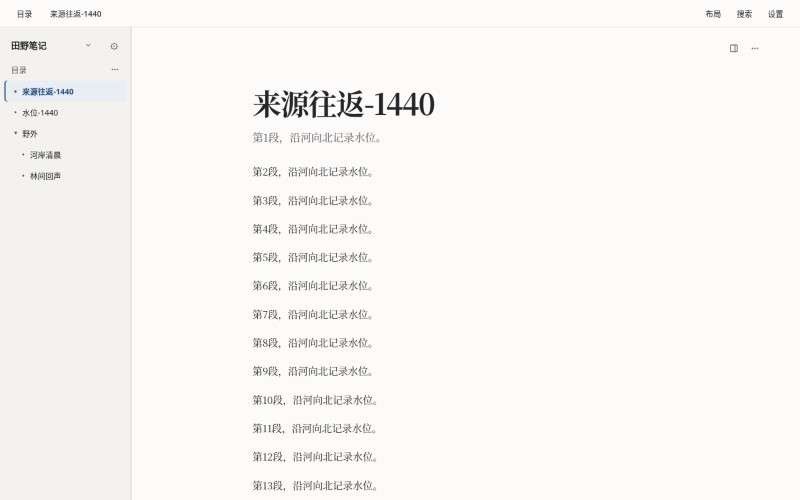 目录 来源往返-1440 布局 搜索 设置
田野笔记
目录
来源往返-1440
水位-1440
野外
河岸清晨
林间回声
来源往返-1440
第1段，沿河向北记录水位。
第2段，沿河向北记录水位。
第3段，沿河向北记录水位。
第4段，沿河向北记录水位。
第5段，沿河向北记录水位。
第6段，沿河向北记录水位。
第7段，沿河向北记录水位。
第8段，沿河向北记录水位。
第9段，沿河向北记录水位。
第10段，沿河向北记录水位。
第11段，沿河向北记录水位。
第12段，沿河向北记录水位。
第13段，沿河向北记录水位。